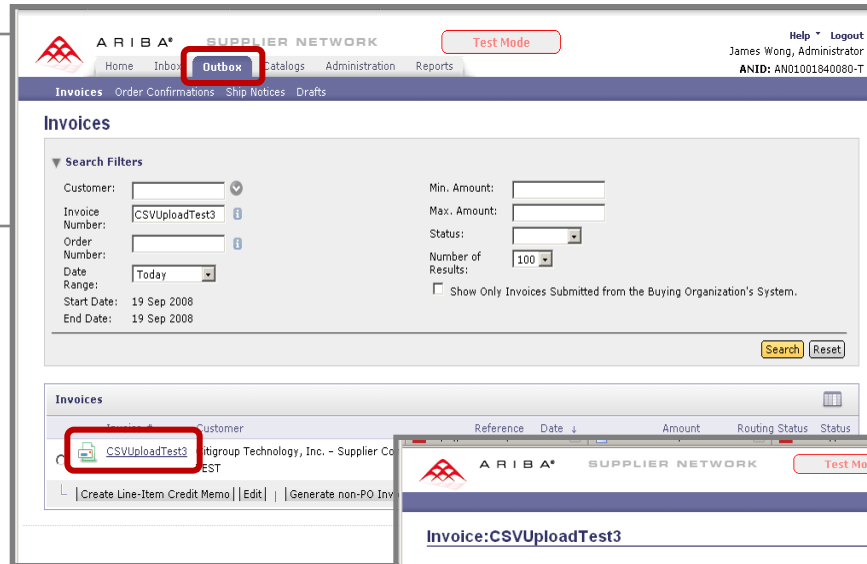 ARIBA® SUPPLIER NETWORK Test Mode Help Logout
James Wong, Administrator
Home Inbox Outbox Catalogs Administration Reports ANID: AN01001840080-T
Invoices Order Confirmations Ship Notices Drafts
Invoices
Search Filters
Customer: Min. Amount:
Invoice Number: CSVUploadTest3 Max. Amount:
Order Number: Status:
Date Range: Today Number of Results: 100
Show Only Invoices Submitted from the Buying Organization's System.
Start Date: 19 Sep 2008
End Date: 19 Sep 2008
Search Reset
Invoices
Customer Reference Date ↓ Amount Routing Status Status
CSVUploadTest3 itigroup Technology, Inc. - Supplier Co
EST
Create Line-Item Credit Memo Edit Generate non-PO Inv
ARIBA® SUPPLIER NETWORK Test Mo
Invoice:CSVUploadTest3